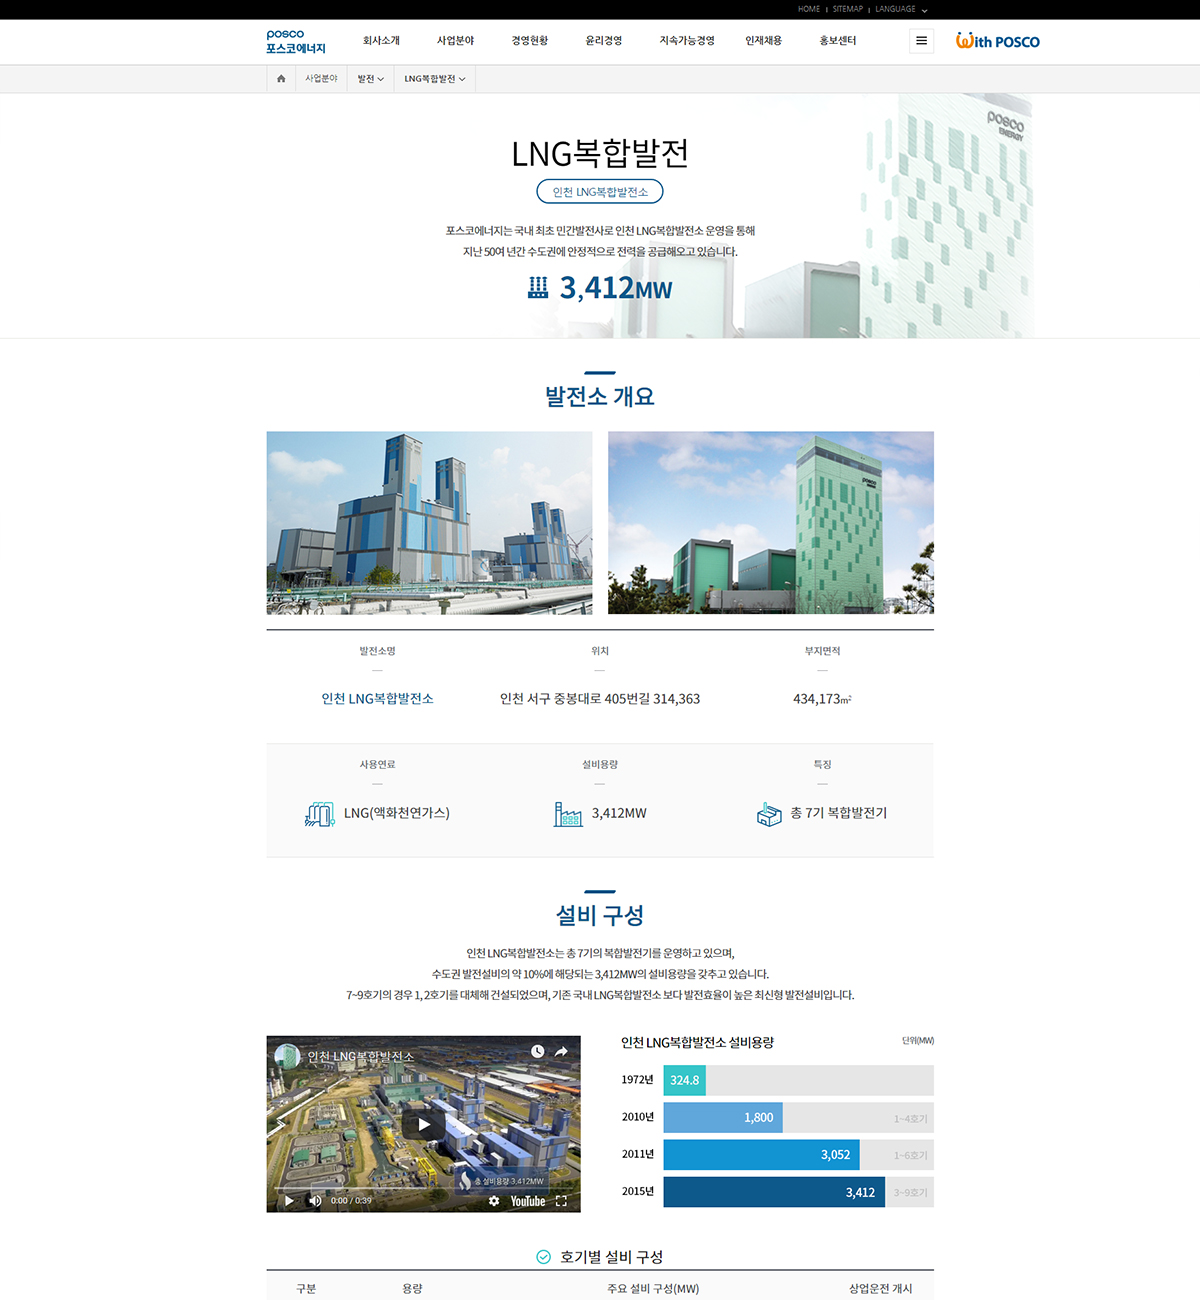 HOME | SITEMAP | LANGUAGE
posco
포스코에너지
회사소개 사업분야 경영현황 윤리경영 지속가능경영 인재채용 홍보센터
With POSCO
사업분야 발전 LNG복합발전
posco
ENERGY
LNG복합발전
인천 LNG복합발전소
포스코에너지는 국내 최초 민간발전사로 인천 LNG복합발전소 운영을 통해
지난 50여 년간 수도권에 안정적으로 전력을 공급해오고 있습니다.
3,412MW
발전소 개요
posco
발전소명 위치 부지면적
인천 LNG복합발전소 인천 서구 중봉대로 405번길 314,363 434,173m²
사용연료 설비용량 특징
LNG(액화천연가스) 3,412MW 총 7기 복합발전기
설비 구성
인천 LNG복합발전소는 총 7기의 복합발전기를 운영하고 있으며,
수도권 발전설비의 약 10%에 해당되는 3,412MW의 설비용량을 갖추고 있습니다.
7~9호기의 경우 1, 2호기를 대체해 건설되었으며, 기존 국내 LNG복합발전소 보다 발전효율이 높은 최신형 발전설비입니다.
인천 LNG복합발전소
총 설비용량 3,412MW
0:00 / 0:39 YouTube
인천 LNG복합발전소 설비용량 단위(MW)
1972년 324.8
2010년 1,800 1~4호기
2011년 3,052 1~6호기
2015년 3,412 3~9호기
호기별 설비 구성
구분 용량 주요 설비 구성(MW) 상업운전 개시